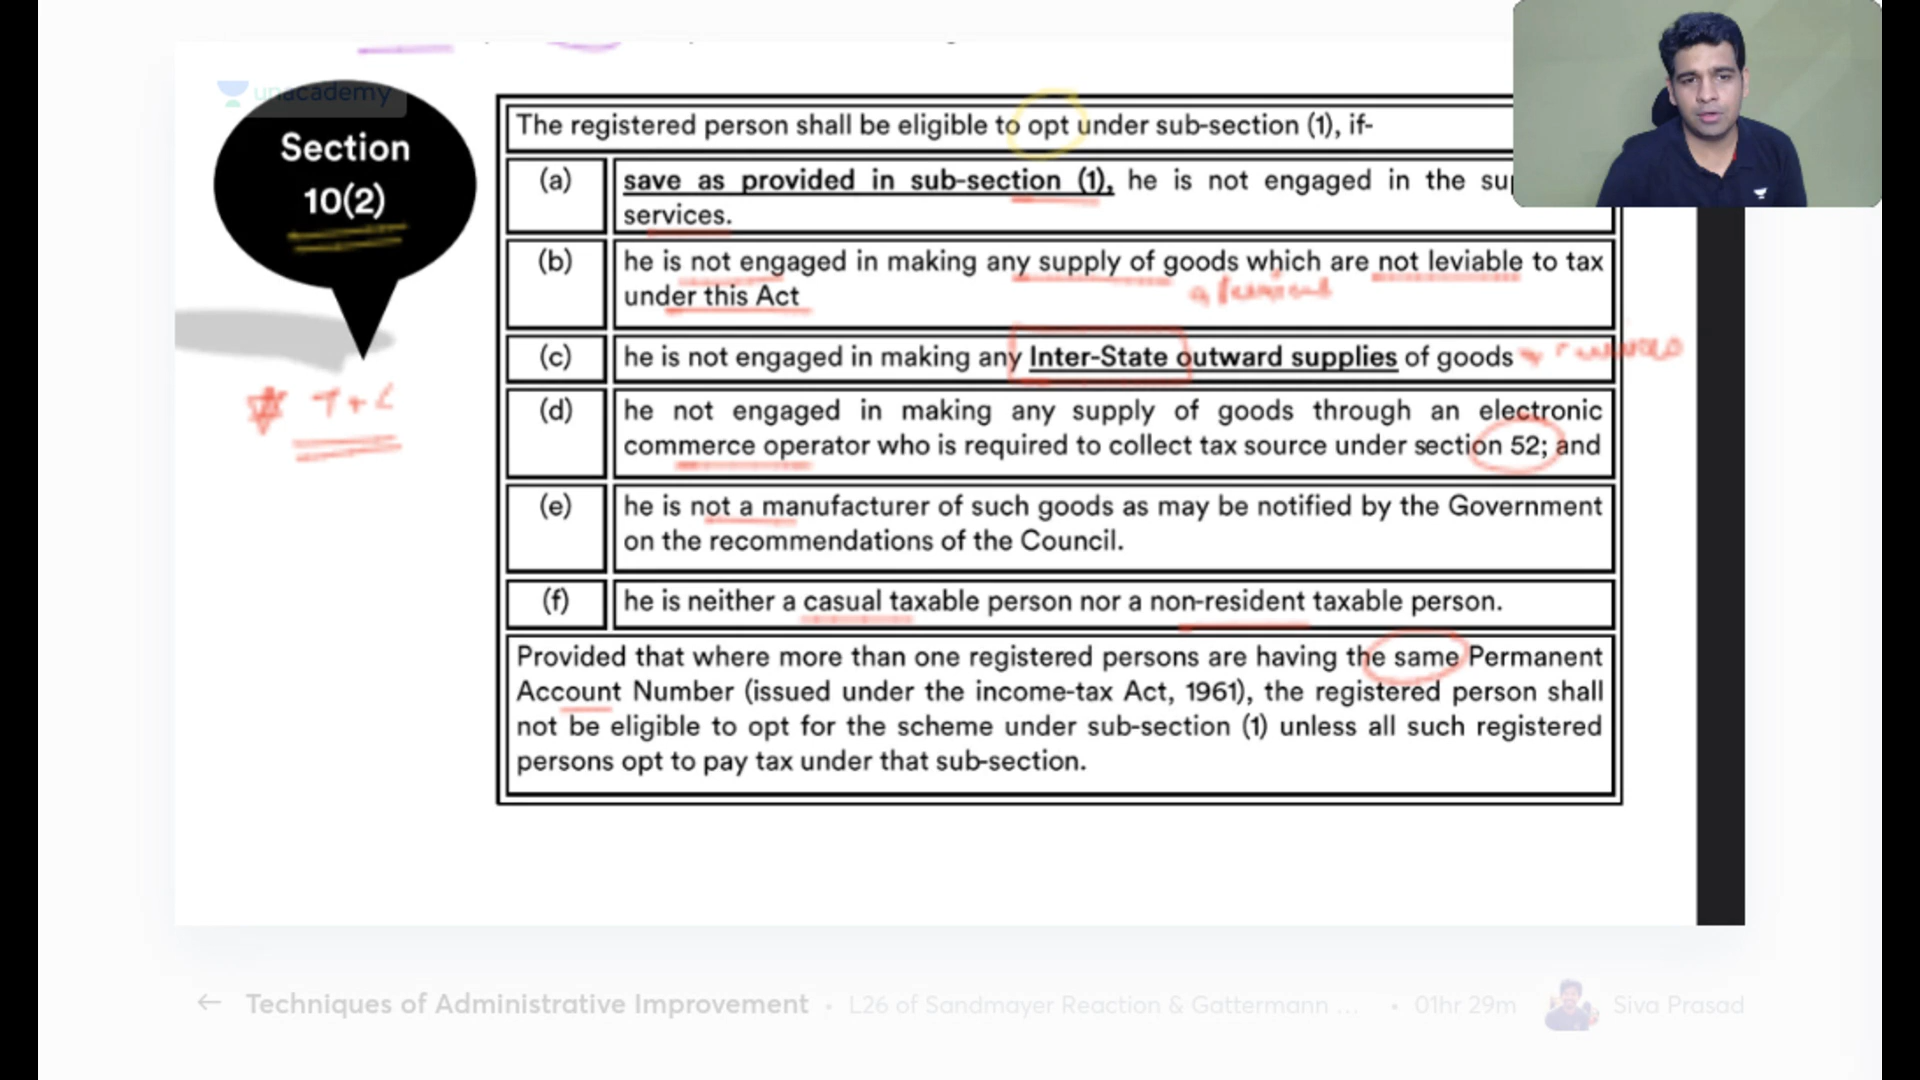 unacademy
Section
10(2)
The registered person shall be eligible to opt under sub-section (1), if-
(a) save as provided in sub-section (1), he is not engaged in the
services.
(b) he is not engaged in making any supply of goods which are not leviable to tax
under this Act
(c) he is not engaged in making any Inter-State outward supplies of goods
(d) he not engaged in making any supply of goods through an electronic
commerce operator who is required to collect tax source under section 52; and
(e) he is not a manufacturer of such goods as may be notified by the Government
on the recommendations of the Council.
(f) he is neither a casual taxable person nor a non-resident taxable person.
Provided that where more than one registered persons are having the same Permanent
Account Number (issued under the income-tax Act, 1961), the registered person shall
not be eligible to opt for the scheme under sub-section (1) unless all such registered
persons opt to pay tax under that sub-section.
← Techniques of Administrative Improvement • L26 of Sandmayer Reaction & Gattermann ... • 01hr 29m Siva Prasad